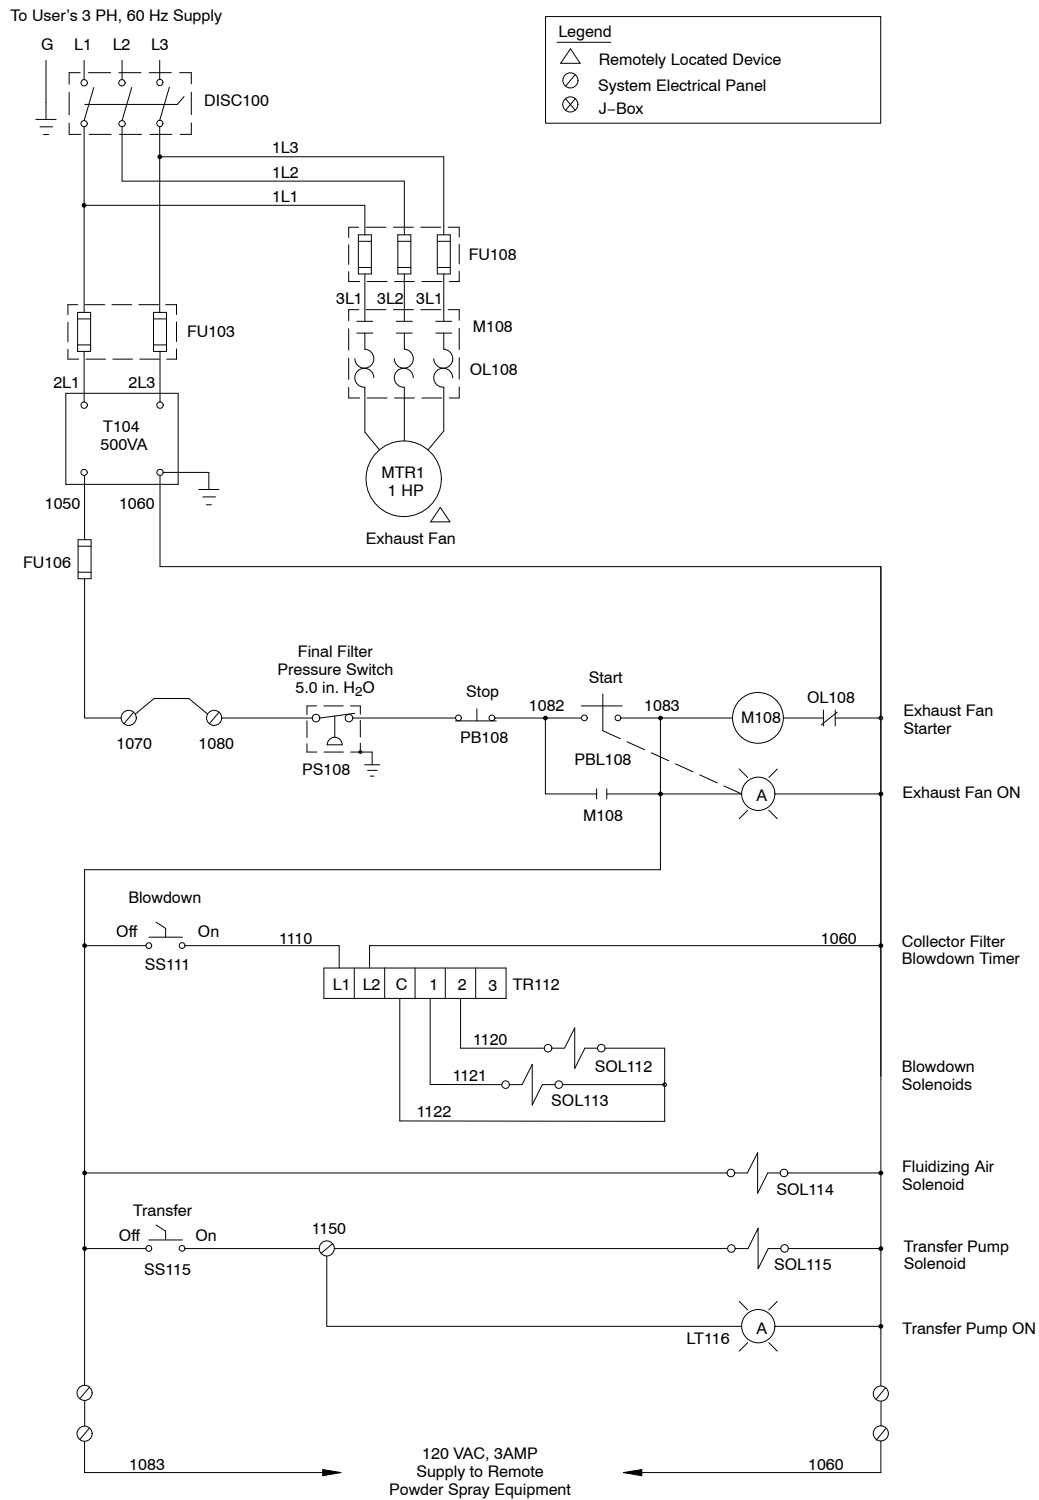 To User's 3 PH, 60 Hz Supply
G L1 L2 L3
DISC100
Legend
Remotely Located Device
System Electrical Panel
J−Box
1L3
1L2
1L1
FU108
3L1 3L2 3L1
M108
OL108
FU103
2L1 2L3
T104
500VA
MTR1
1 HP
Exhaust Fan
1050 1060
FU106
Final Filter
Pressure Switch
5.0 in. H2O
PS108
1070 1080
Stop
PB108
1082
Start
PBL108
1083
M108
OL108
Exhaust Fan
Starter
M108
A
Exhaust Fan ON
Blowdown
Off On
SS111
1110
1060
Collector Filter
Blowdown Timer
L1 L2 C 1 2 3
TR112
1120
SOL112
1121
SOL113
1122
Blowdown
Solenoids
SOL114
Fluidizing Air
Solenoid
Transfer
Off On
SS115
1150
SOL115
Transfer Pump
Solenoid
LT116
A
Transfer Pump ON
1083
120 VAC, 3AMP
Supply to Remote
Powder Spray Equipment
1060